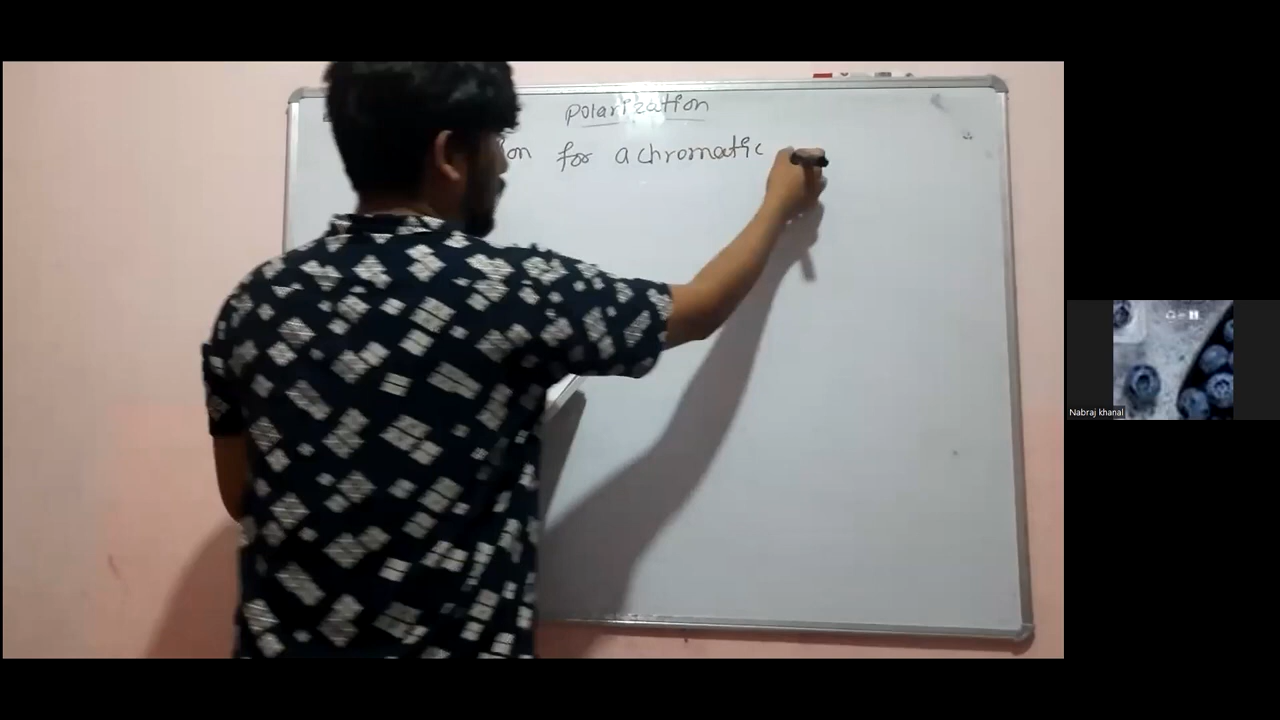 Polarization
on for achromatic
Nabraj khanal